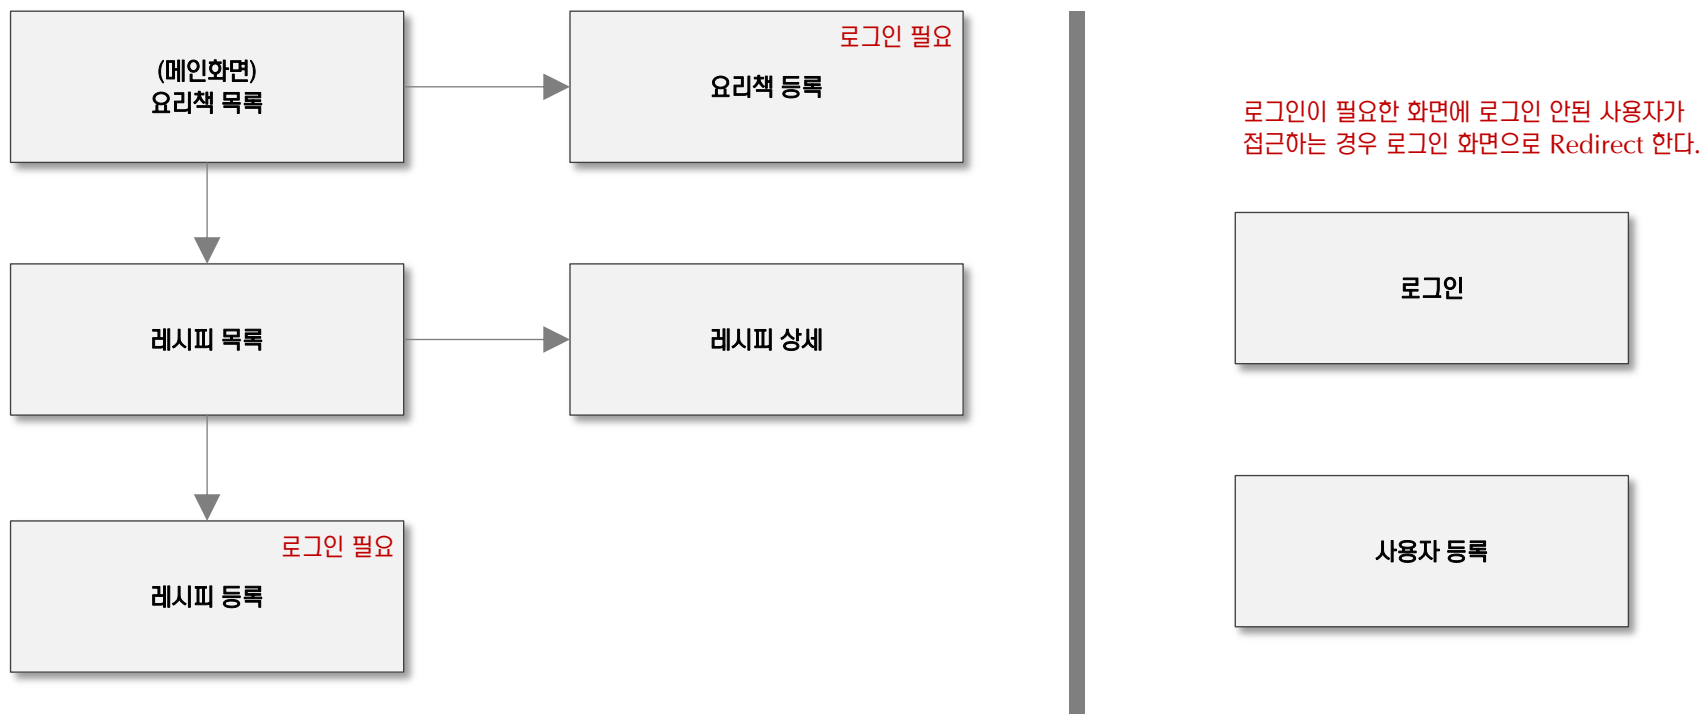 (메인화면)
요리책 목록
로그인 필요
요리책 등록
레시피 목록
레시피 상세
로그인 필요
레시피 등록
로그인이 필요한 화면에 로그인 안된 사용자가
접근하는 경우 로그인 화면으로 Redirect 한다.
로그인
사용자 등록